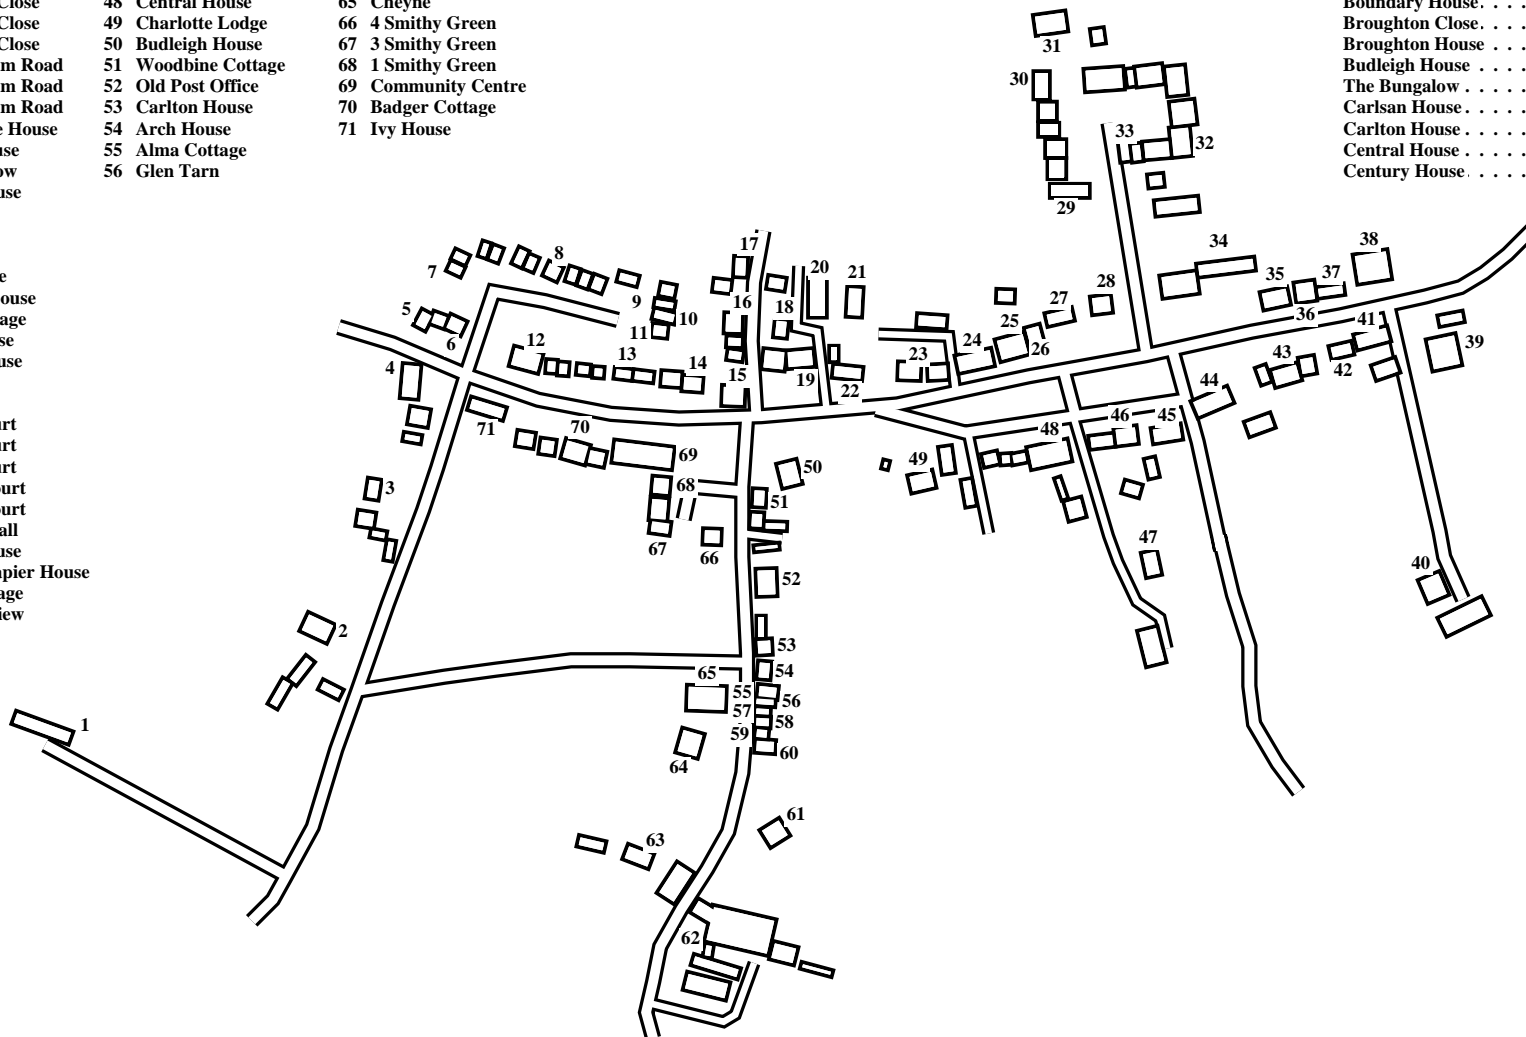 Close
Close
Close
m Road
m Road
m Road
e House
use
ow
use
e
ouse
age
se
use
urt
urt
urt
ourt
ourt
all
use
apier House
age
iew
48 Central House
49 Charlotte Lodge
50 Budleigh House
51 Woodbine Cottage
52 Old Post Office
53 Carlton House
54 Arch House
55 Alma Cottage
56 Glen Tarn
65 Cheyne
66 4 Smithy Green
67 3 Smithy Green
68 1 Smithy Green
69 Community Centre
70 Badger Cottage
71 Ivy House
Boundary House . . . .
Broughton Close . . . .
Broughton House . . .
Budleigh House . . . . .
The Bungalow . . . . .
Carlsan House . . . . .
Carlton House . . . . .
Central House . . . . .
Century House . . . . .
31
30
33
32
29
17
34
38
8
7
20
21
28
35
37
9
5
16
18
27
10
25
36
41
6
11
12
13
26
39
24
43
14
4
23
42
15
19
44
22
71
70
46
45
48
69
49
50
68
3
51
67
66
47
40
52
2
53
65
54
55
56
57
1
58
59
60
64
61
63
62